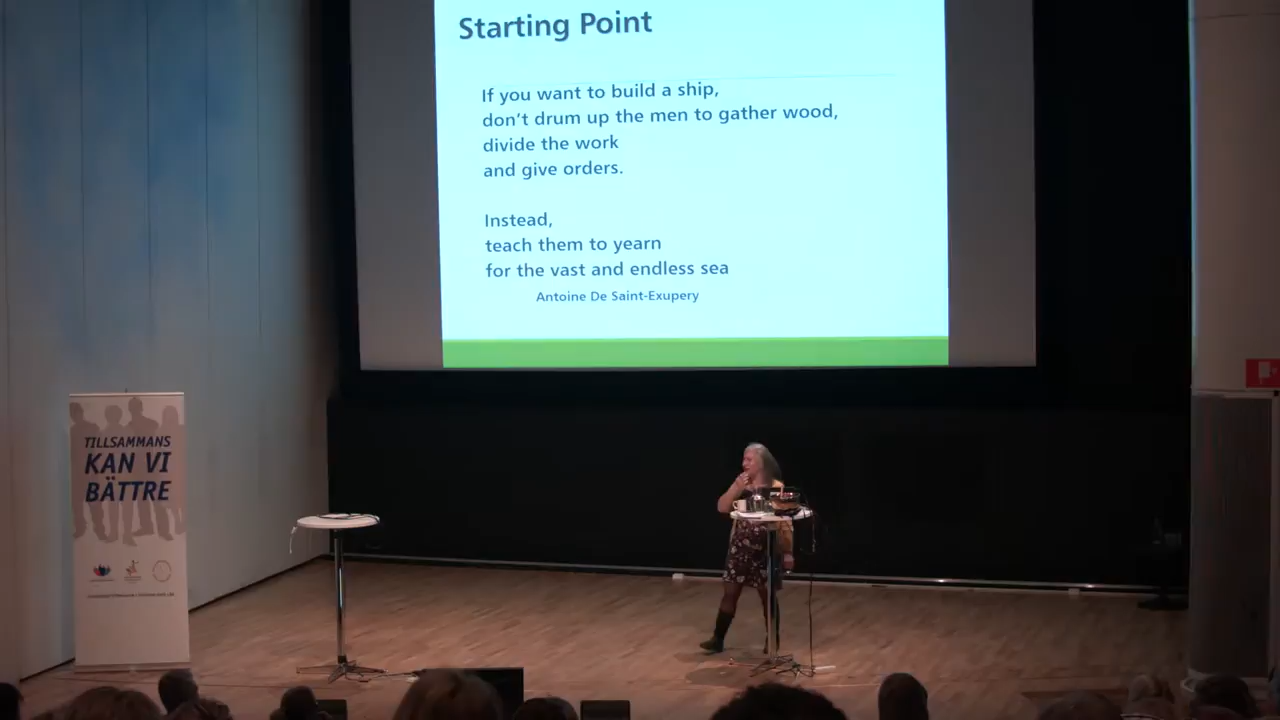 Starting Point
If you want to build a ship,
don't drum up the men to gather wood,
divide the work
and give orders.
Instead,
teach them to yearn
for the vast and endless sea
Antoine De Saint-Exupery
TILLSAMMANS
KAN VI
BÄTTRE